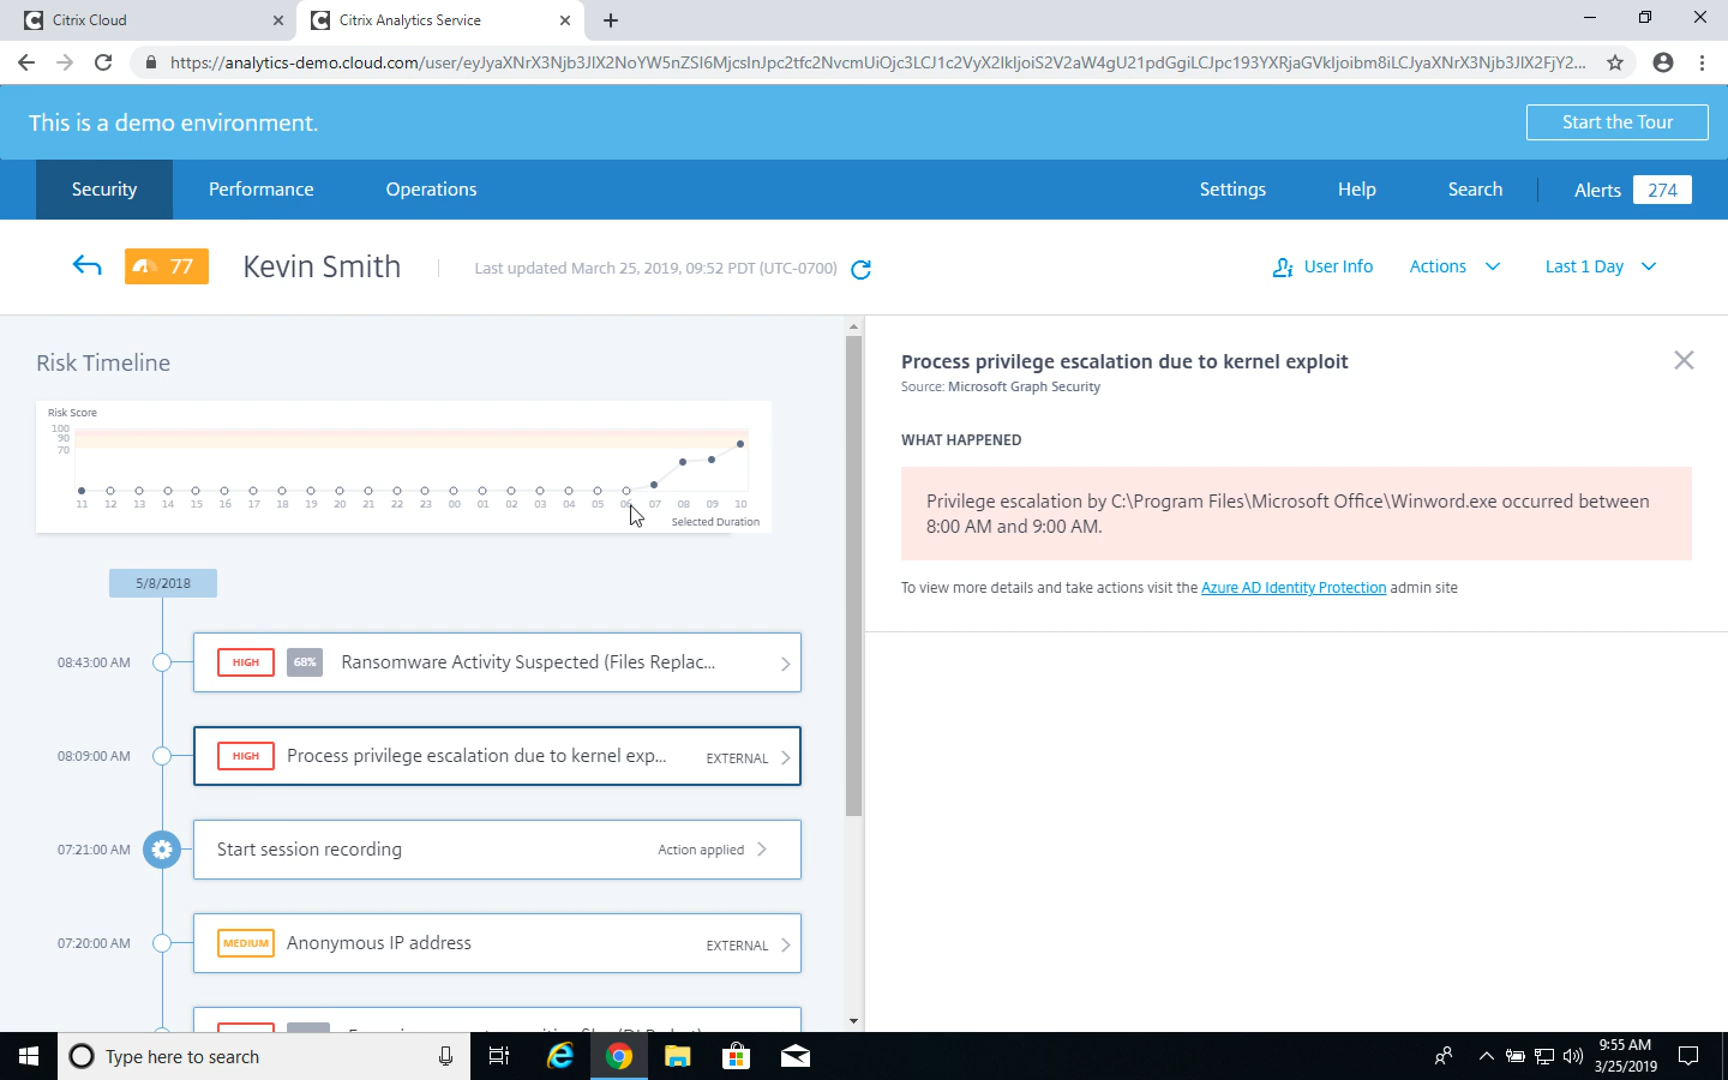 Citrix Cloud
Citrix Analytics Service
https://analytics-demo.cloud.com/user/
This is a demo environment.
Start the Tour
Security
Performance
Operations
Settings
Help
Search
Alerts
274
77
Kevin Smith
Last updated March 25, 2019, 09:52 PDT (UTC-0700)
User Info
Actions
Last 1 Day
Risk Timeline
Risk Score
100
90
70
11 12 13 14 15 16 17 18 19 20 21 22 23 00 01 02 03 04 05 06 07 08 09 10
Selected Duration
5/8/2018
08:43:00 AM
HIGH
68%
Ransomware Activity Suspected (Files Replac...
08:09:00 AM
HIGH
Process privilege escalation due to kernel exp...
EXTERNAL
07:21:00 AM
Start session recording
Action applied
07:20:00 AM
MEDIUM
Anonymous IP address
EXTERNAL
Process privilege escalation due to kernel exploit
Source: Microsoft Graph Security
WHAT HAPPENED
Privilege escalation by C:\Program Files\Microsoft Office\Winword.exe occurred between
8:00 AM and 9:00 AM.
To view more details and take actions visit the Azure AD Identity Protection admin site
Type here to search
9:55 AM
3/25/2019